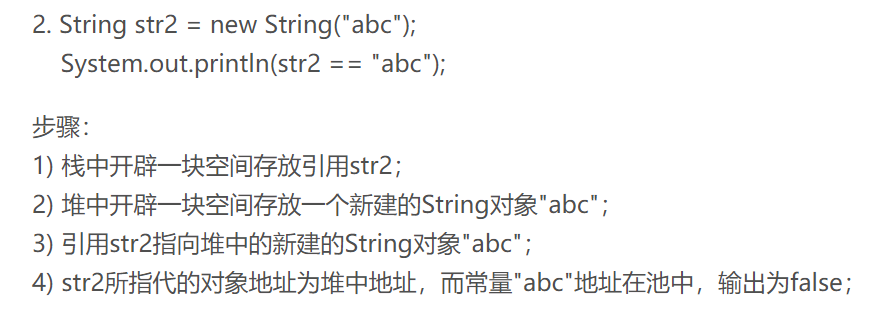 2. String str2 = new String("abc");
System.out.println(str2 == "abc");
步骤：
1) 栈中开辟一块空间存放引用str2；
2) 堆中开辟一块空间存放一个新建的String对象"abc"；
3) 引用str2指向堆中的新建的String对象"abc"；
4) str2所指代的对象地址为堆中地址，而常量"abc"地址在池中，输出为false；